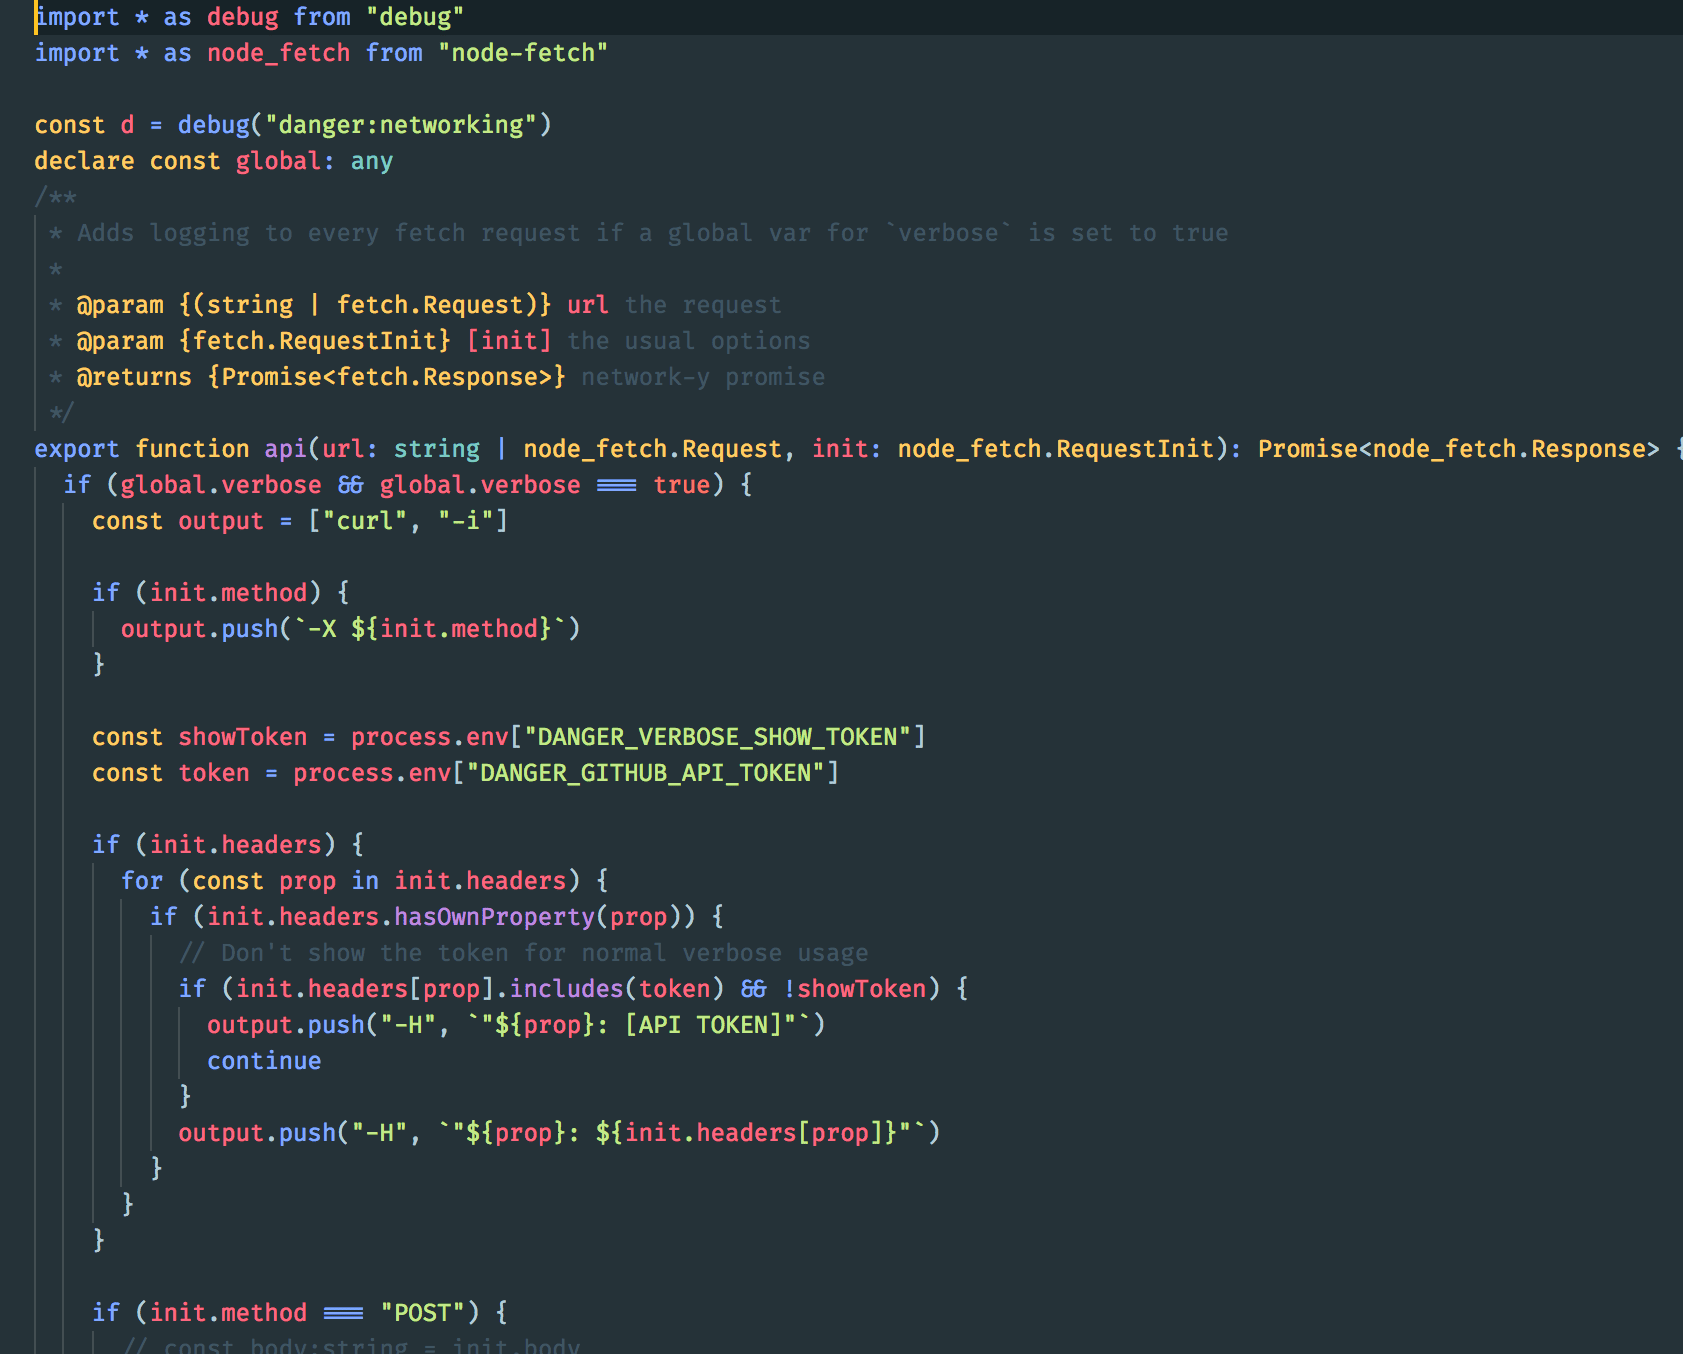 import * as debug from "debug"
import * as node_fetch from "node-fetch"
const d = debug("danger:networking")
declare const global: any
/**
* Adds logging to every fetch request if a global var for `verbose` is set to true
*
* @param {(string | fetch.Request)} url the request
* @param {fetch.RequestInit} [init] the usual options
* @returns {Promise<fetch.Response>} network-y promise
*/
export function api(url: string | node_fetch.Request, init: node_fetch.RequestInit): Promise<node_fetch.Response> {
if (global.verbose && global.verbose === true) {
const output = ["curl", "-i"]
if (init.method) {
output.push(`-X ${init.method}`)
}
const showToken = process.env["DANGER_VERBOSE_SHOW_TOKEN"]
const token = process.env["DANGER_GITHUB_API_TOKEN"]
if (init.headers) {
for (const prop in init.headers) {
if (init.headers.hasOwnProperty(prop)) {
// Don't show the token for normal verbose usage
if (init.headers[prop].includes(token) && !showToken) {
output.push("-H", `"${prop}: [API TOKEN]"`)
continue
}
output.push("-H", `"${prop}: ${init.headers[prop]}"`)
}
}
}
if (init.method === "POST") {
// const body:string = init.body